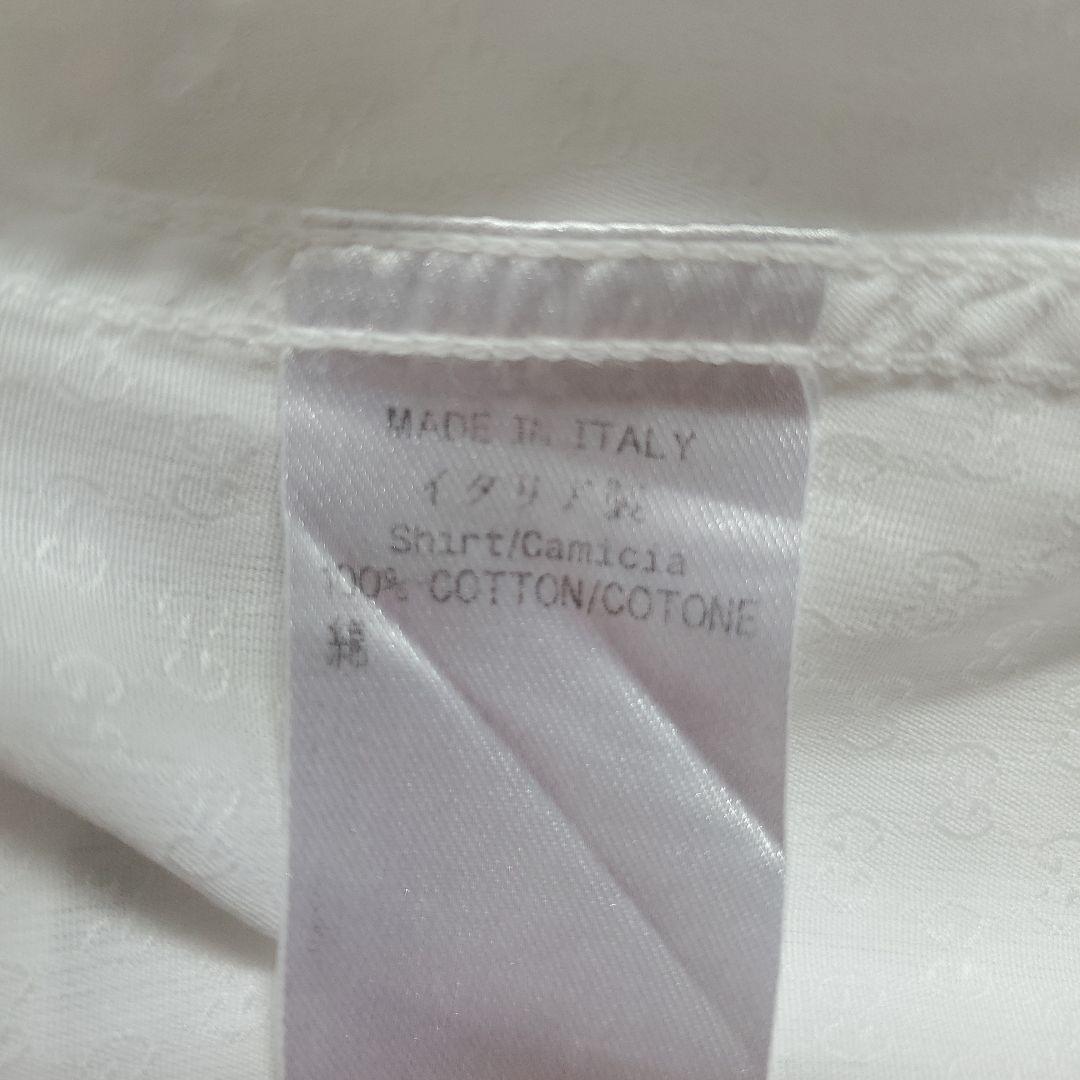 MADE IN ITALY
イタリア製
Shirt/Camicia
100% COTTON/COTONE
綿